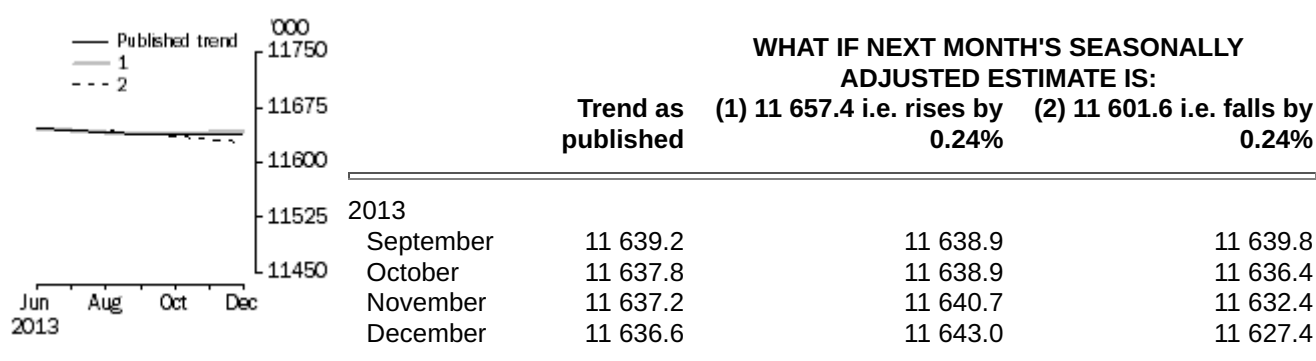 '000
Published trend
1
2
11750
11675
11600
11525
11450
Jun Aug Oct Dec
2013
WHAT IF NEXT MONTH'S SEASONALLY
ADJUSTED ESTIMATE IS:
Trend as (1) 11 657.4 i.e. rises by (2) 11 601.6 i.e. falls by
published 0.24% 0.24%
2013
September 11 639.2 11 638.9 11 639.8
October 11 637.8 11 638.9 11 636.4
November 11 637.2 11 640.7 11 632.4
December 11 636.6 11 643.0 11 627.4